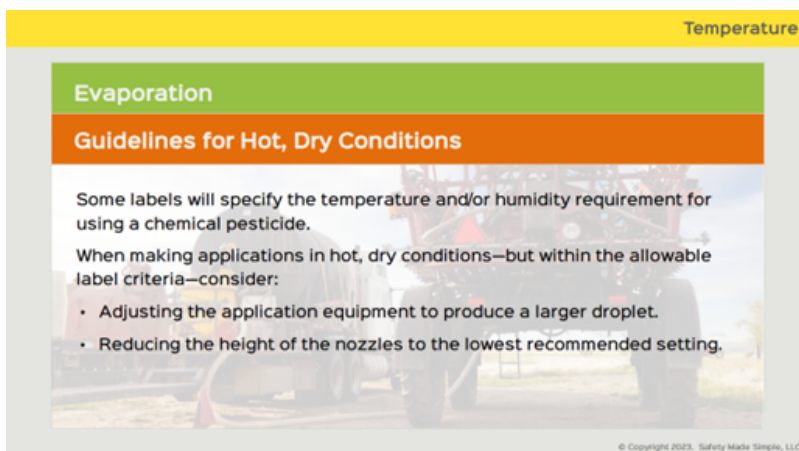 Temperature
Evaporation
Guidelines for Hot, Dry Conditions
Some labels will specify the temperature and/or humidity requirement for
using a chemical pesticide.
When making applications in hot, dry conditions—but within the allowable
label criteria—consider:
• Adjusting the application equipment to produce a larger droplet.
• Reducing the height of the nozzles to the lowest recommended setting.
© Copyright 2023. Safety Made Simple, LLC